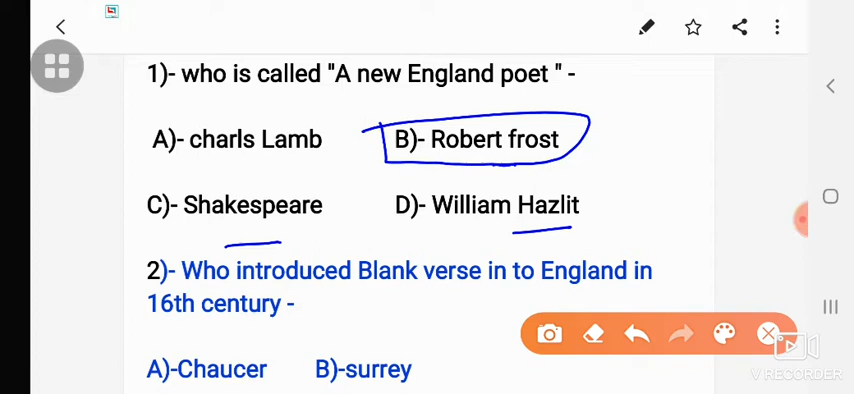 1)- who is called "A new England poet " -
A)- charls Lamb B)- Robert frost
C)- Shakespeare D)- William Hazlit
2)- Who introduced Blank verse in to England in
16th century -
A)-Chaucer B)-surrey
V RECORDER